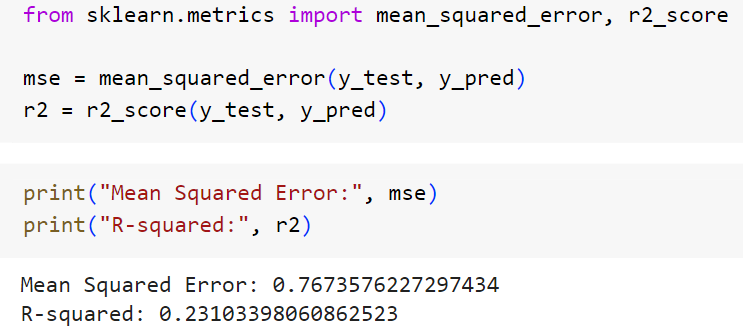 from sklearn.metrics import mean_squared_error, r2_score
mse = mean_squared_error(y_test, y_pred)
r2 = r2_score(y_test, y_pred)
print("Mean Squared Error:", mse)
print("R-squared:", r2)
Mean Squared Error: 0.7673576227297434
R-squared: 0.23103398060862523